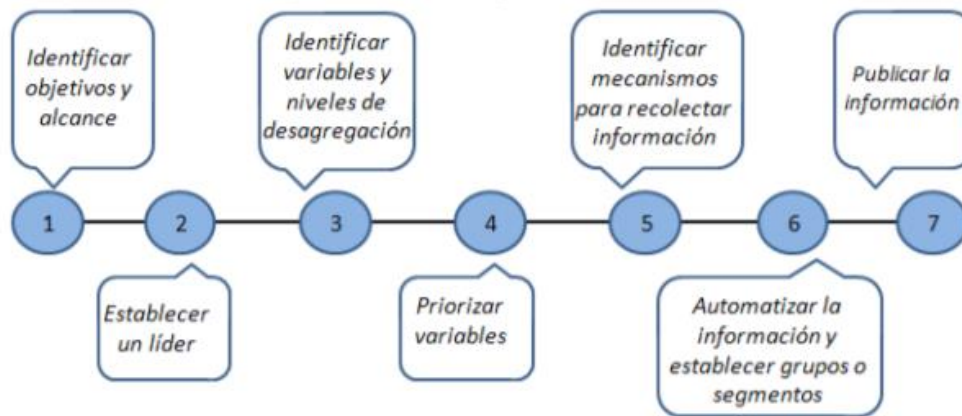 Identificar
objetivos y
alcance
Identificar
variables y
niveles de
desagregación
Identificar
mecanismos
para recolectar
información
Publicar la
información
1
2
3
4
5
6
7
Establecer
un líder
Priorizar
variables
Automatizar la
información y
establecer grupos o
segmentos